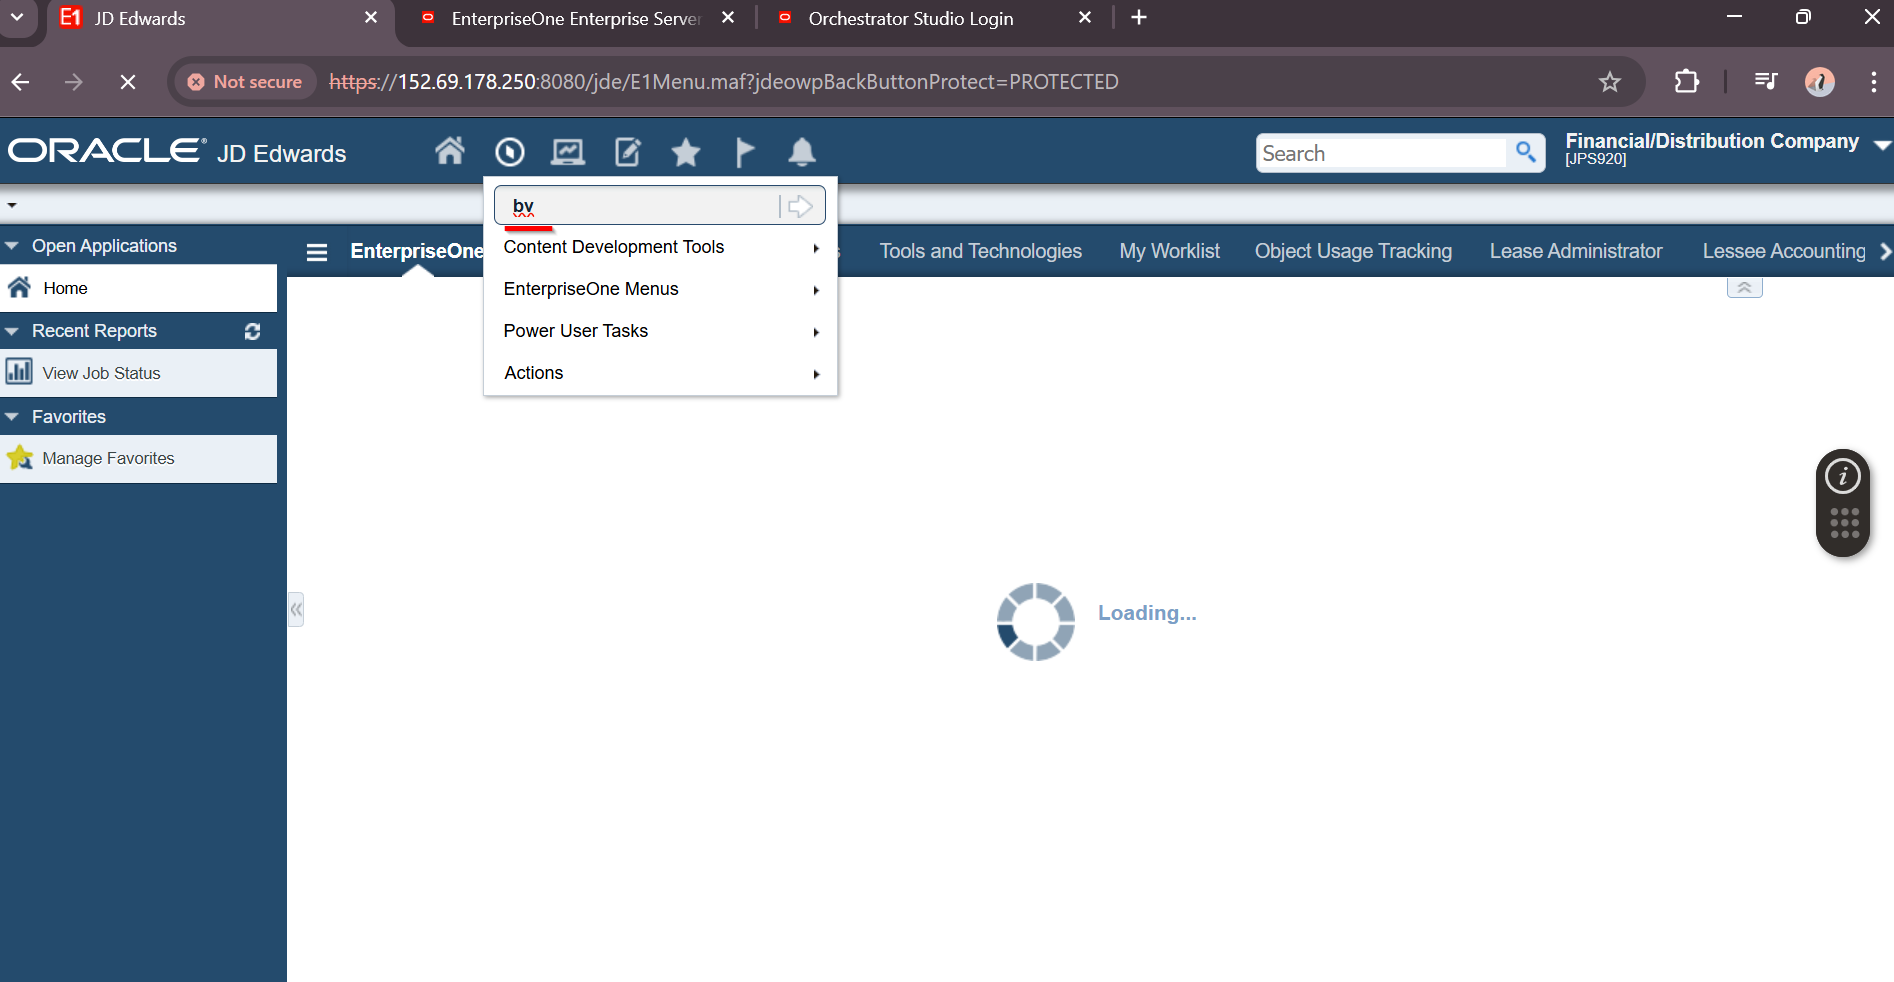 JD Edwards
EnterpriseOne Enterprise Server
Orchestrator Studio Login
Not secure
https://152.69.178.250:8080/jde/E1Menu.maf?jdeowpBackButtonProtect=PROTECTED
ORACLE® JD Edwards
Search
Financial/Distribution Company
[JPS920]
bv
Content Development Tools
EnterpriseOne Menus
Power User Tasks
Actions
Open Applications
Home
Recent Reports
View Job Status
Favorites
Manage Favorites
EnterpriseOne
s
Tools and Technologies
My Worklist
Object Usage Tracking
Lease Administrator
Lessee Accounting
Loading...